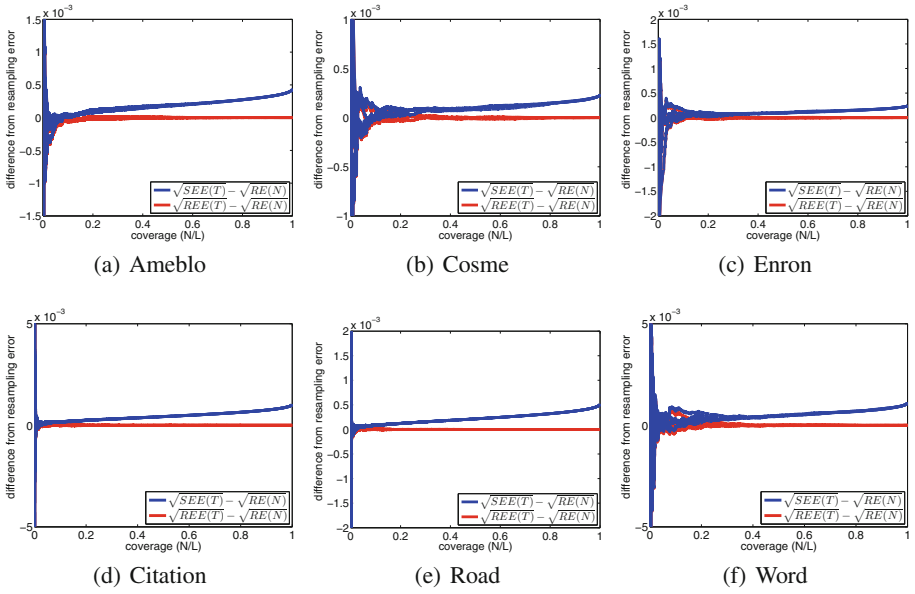 x 10⁻³
1.5
1
0.5
0
−0.5
−1
−1.5
difference from resampling error
0 0.2 0.4 0.6 0.8 1
coverage (N/L)
√SEE(T) − √RE(N)
√REE(T) − √RE(N)
(a) Ameblo
x 10⁻³
1
0.5
0
−0.5
−1
difference from resampling error
0 0.2 0.4 0.6 0.8 1
coverage (N/L)
√SEE(T) − √RE(N)
√REE(T) − √RE(N)
(b) Cosme
x 10⁻³
2
1.5
1
0.5
0
−0.5
−1
−1.5
−2
difference from resampling error
0 0.2 0.4 0.6 0.8 1
coverage (N/L)
√SEE(T) − √RE(N)
√REE(T) − √RE(N)
(c) Enron
x 10⁻³
5
0
−5
difference from resampling error
0 0.2 0.4 0.6 0.8 1
coverage (N/L)
√SEE(T) − √RE(N)
√REE(T) − √RE(N)
(d) Citation
x 10⁻³
2
1.5
1
0.5
0
−0.5
−1
−1.5
−2
difference from resampling error
0 0.2 0.4 0.6 0.8 1
coverage (N/L)
√SEE(T) − √RE(N)
√REE(T) − √RE(N)
(e) Road
x 10⁻³
5
0
−5
difference from resampling error
0 0.2 0.4 0.6 0.8 1
coverage (N/L)
√SEE(T) − √RE(N)
√REE(T) − √RE(N)
(f) Word